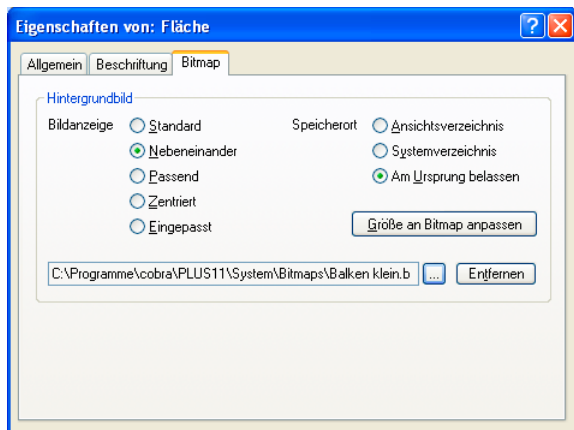 Eigenschaften von: Fläche
Allgemein Beschriftung Bitmap
Hintergrundbild
Bildanzeige Standard Speicherort Ansichtsverzeichnis
Nebeneinander Systemverzeichnis
Passend Am Ursprung belassen
Zentriert
Eingepasst Größe an Bitmap anpassen
C:\Programme\cobra\PLUS11\System\Bitmaps\Balken klein.b ... Entfernen